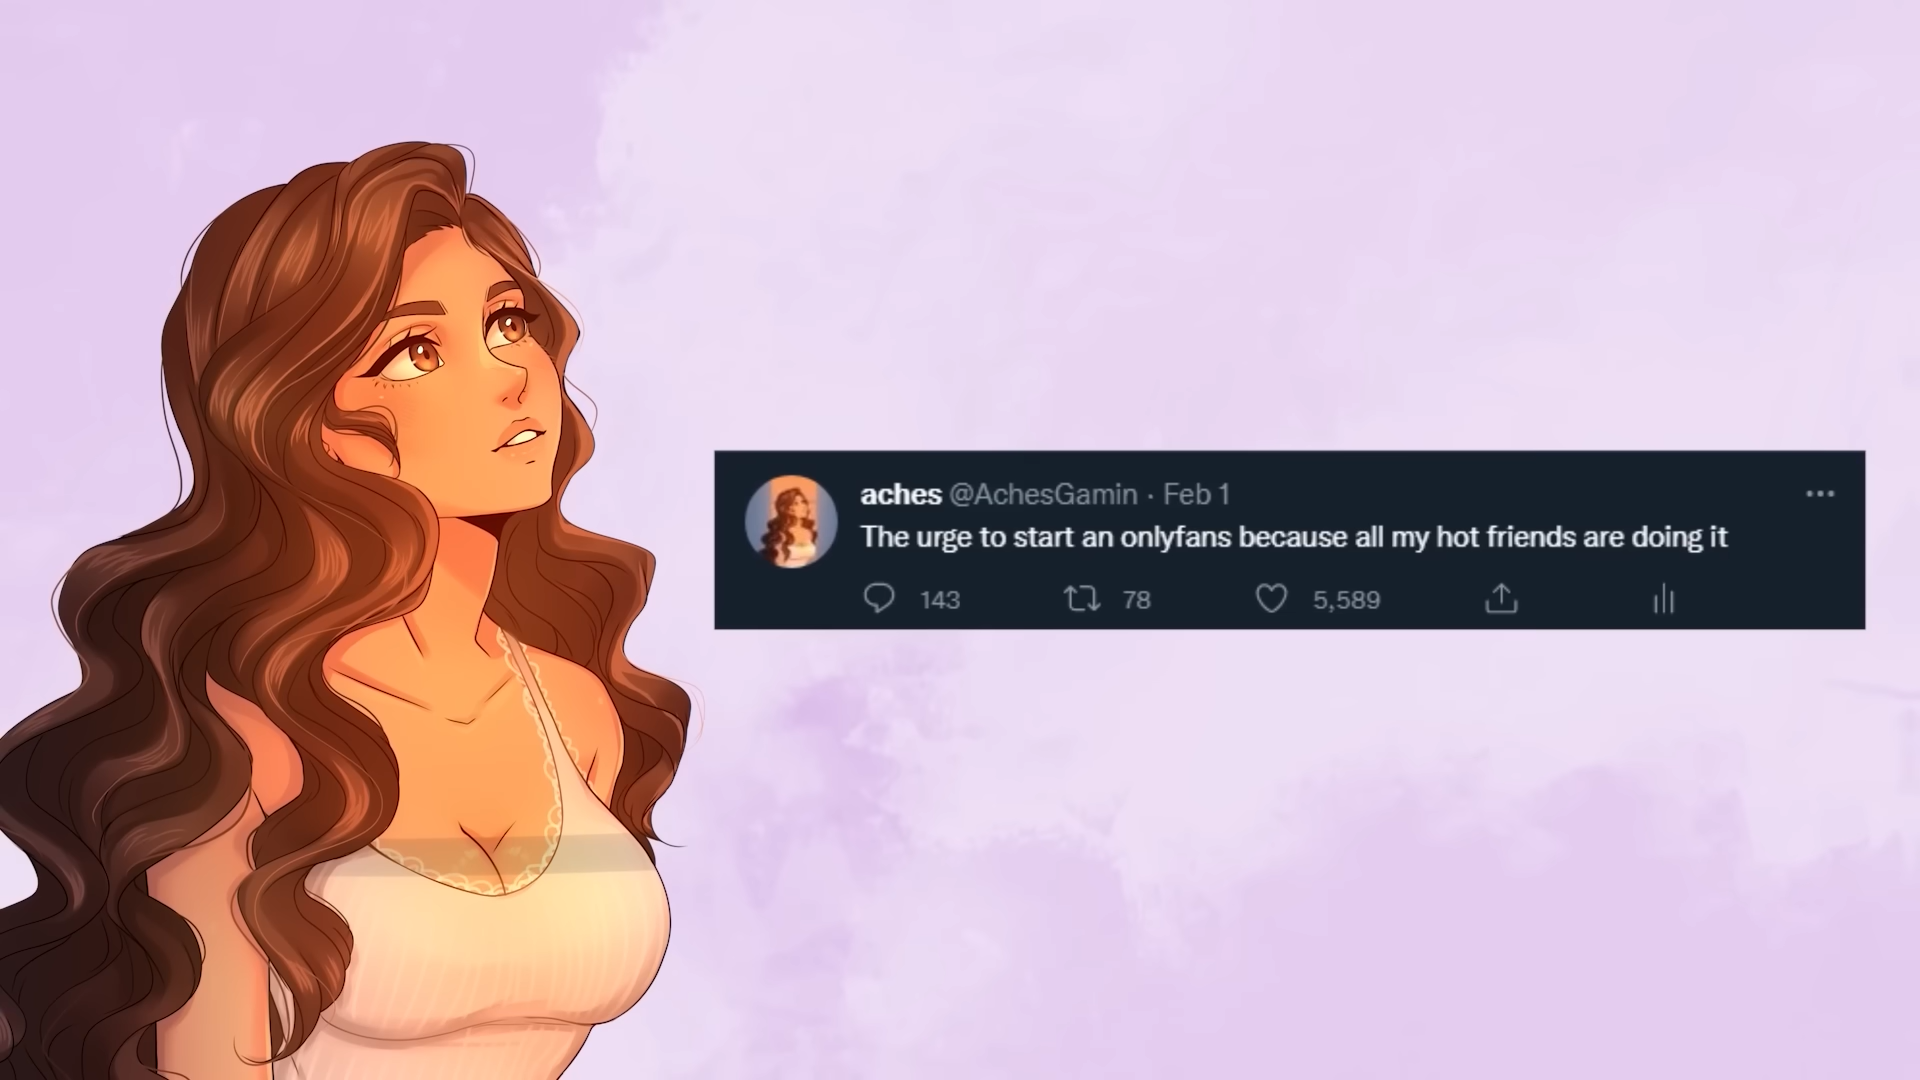 aches @AchesGamin · Feb 1
The urge to start an onlyfans because all my hot friends are doing it
143 78 5,589